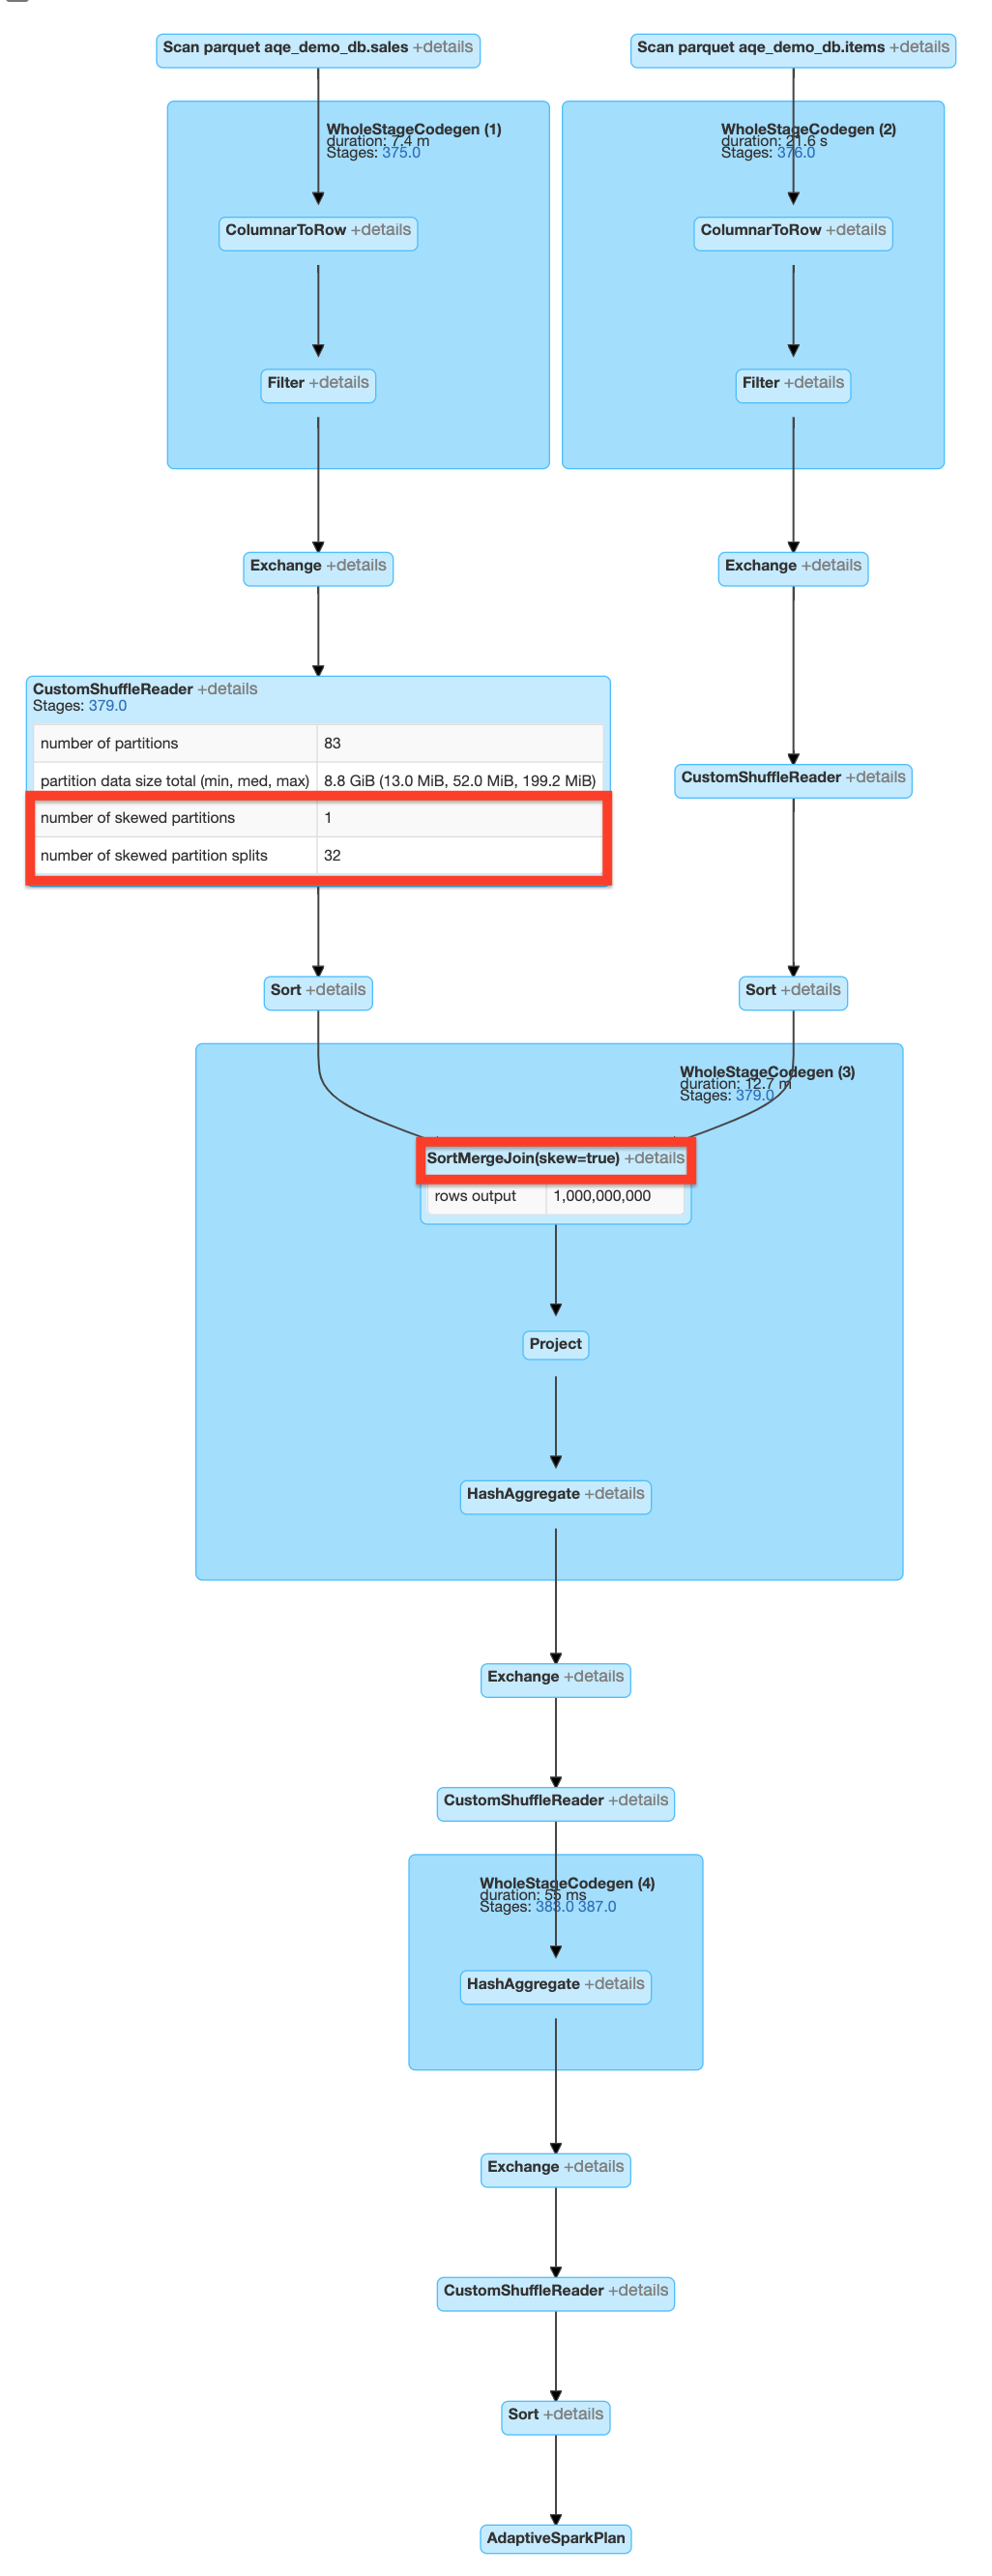 Scan parquet aqe_demo_db.sales +details
Scan parquet aqe_demo_db.items +details
WholeStageCodegen (1)
duration: 7.4 m
Stages: 375.0
WholeStageCodegen (2)
duration: 21.6 s
Stages: 376.0
ColumnarToRow +details
ColumnarToRow +details
Filter +details
Filter +details
Exchange +details
Exchange +details
CustomShuffleReader +details
Stages: 379.0
number of partitions 83
partition data size total (min, med, max) 8.8 GiB (13.0 MiB, 52.0 MiB, 199.2 MiB)
number of skewed partitions 1
number of skewed partition splits 32
CustomShuffleReader +details
Sort +details
Sort +details
WholeStageCodegen (3)
duration: 12.7 m
Stages: 379.0
SortMergeJoin(skew=true) +details
rows output 1,000,000,000
Project
HashAggregate +details
Exchange +details
CustomShuffleReader +details
WholeStageCodegen (4)
duration: 55 ms
Stages: 383.0 387.0
HashAggregate +details
Exchange +details
CustomShuffleReader +details
Sort +details
AdaptiveSparkPlan